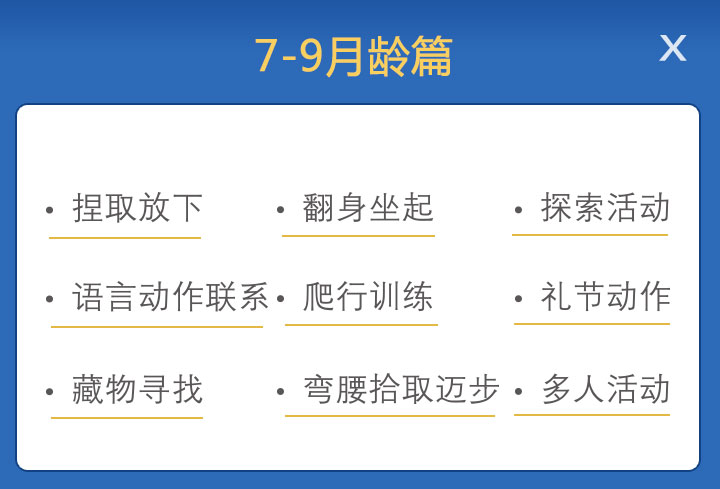 7-9月龄篇
X
• 捏取放下
• 翻身坐起
• 探索活动
• 语言动作联系
• 爬行训练
• 礼节动作
• 藏物寻找
• 弯腰拾取迈步
• 多人活动